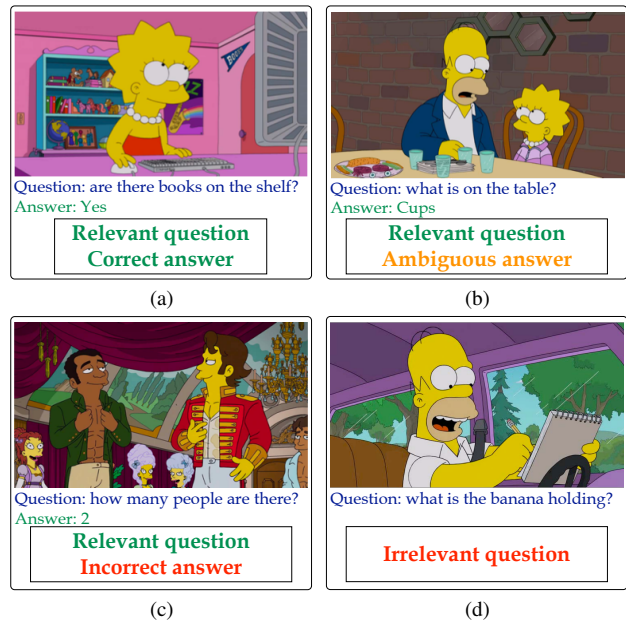 BOO
Question: are there books on the shelf?
Answer: Yes
Relevant question
Correct answer
(a)
Question: what is on the table?
Answer: Cups
Relevant question
Ambiguous answer
(b)
Question: how many people are there?
Answer: 2
Relevant question
Incorrect answer
(c)
Question: what is the banana holding?
Irrelevant question
(d)